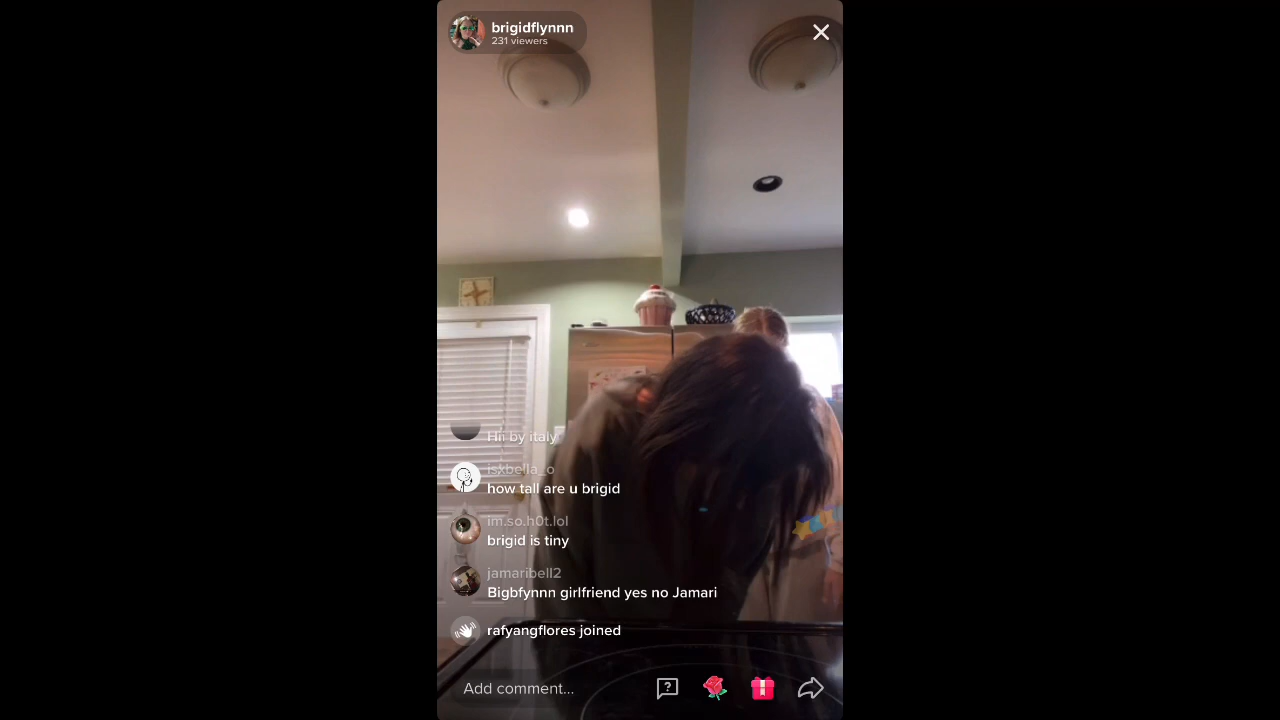 brigidflynnn
231 viewers
Hii by italy
isxbella_o
how tall are u brigid
im.so.h0t.lol
brigid is tiny
jamaribell2
Bigbfynnn girlfriend yes no Jamari
rafyangflores joined
Add comment...